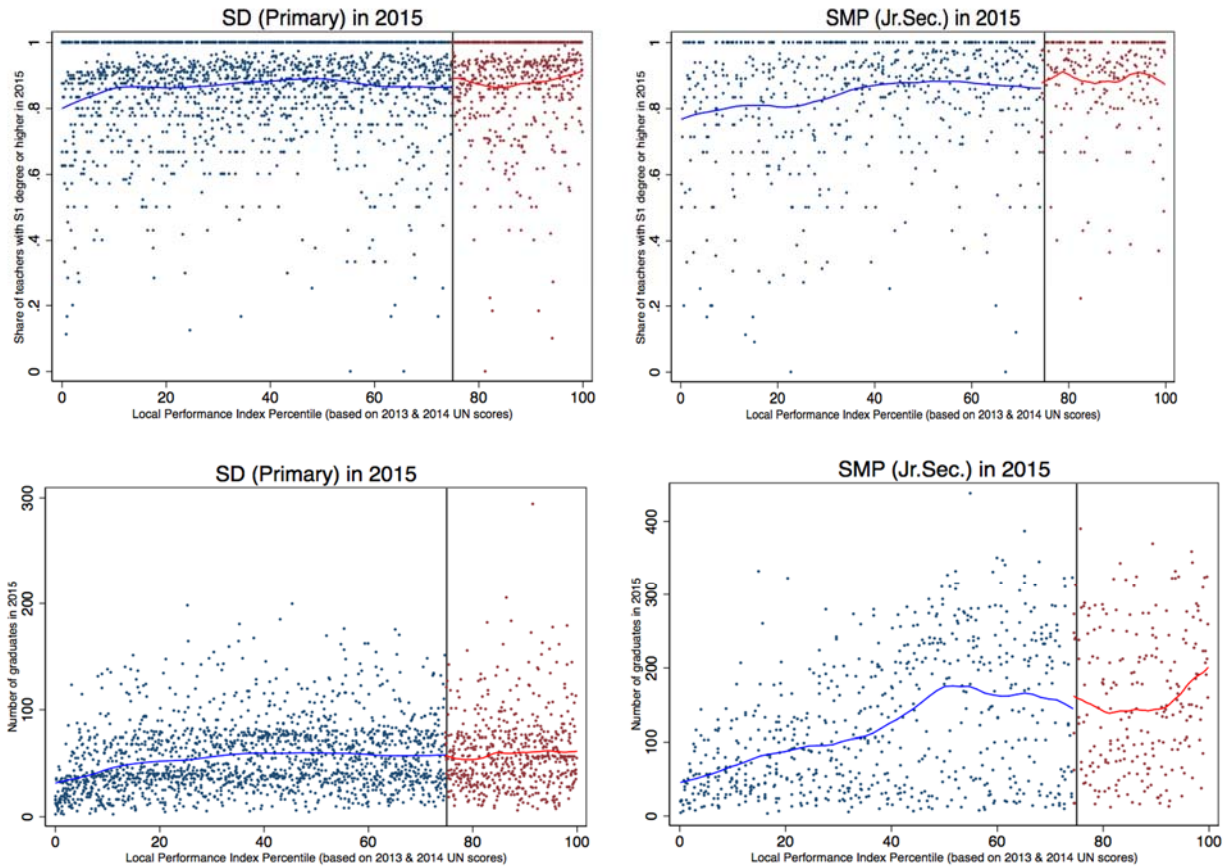 SD (Primary) in 2015
Share of teachers with S1 degree or higher in 2015
1
.8
.6
.4
.2
0
0 20 40 60 80 100
Local Performance Index Percentile (based on 2013 & 2014 UN scores)
SMP (Jr.Sec.) in 2015
Share of teachers with S1 degree or higher in 2015
1
.8
.6
.4
.2
0
0 20 40 60 80 100
Local Performance Index Percentile (based on 2013 & 2014 UN scores)
SD (Primary) in 2015
Number of graduates in 2015
300
200
100
0
0 20 40 60 80 100
Local Performance Index Percentile (based on 2013 & 2014 UN scores)
SMP (Jr.Sec.) in 2015
Number of graduates in 2015
400
300
200
100
0
0 20 40 60 80 100
Local Performance Index Percentile (based on 2013 & 2014 UN scores)